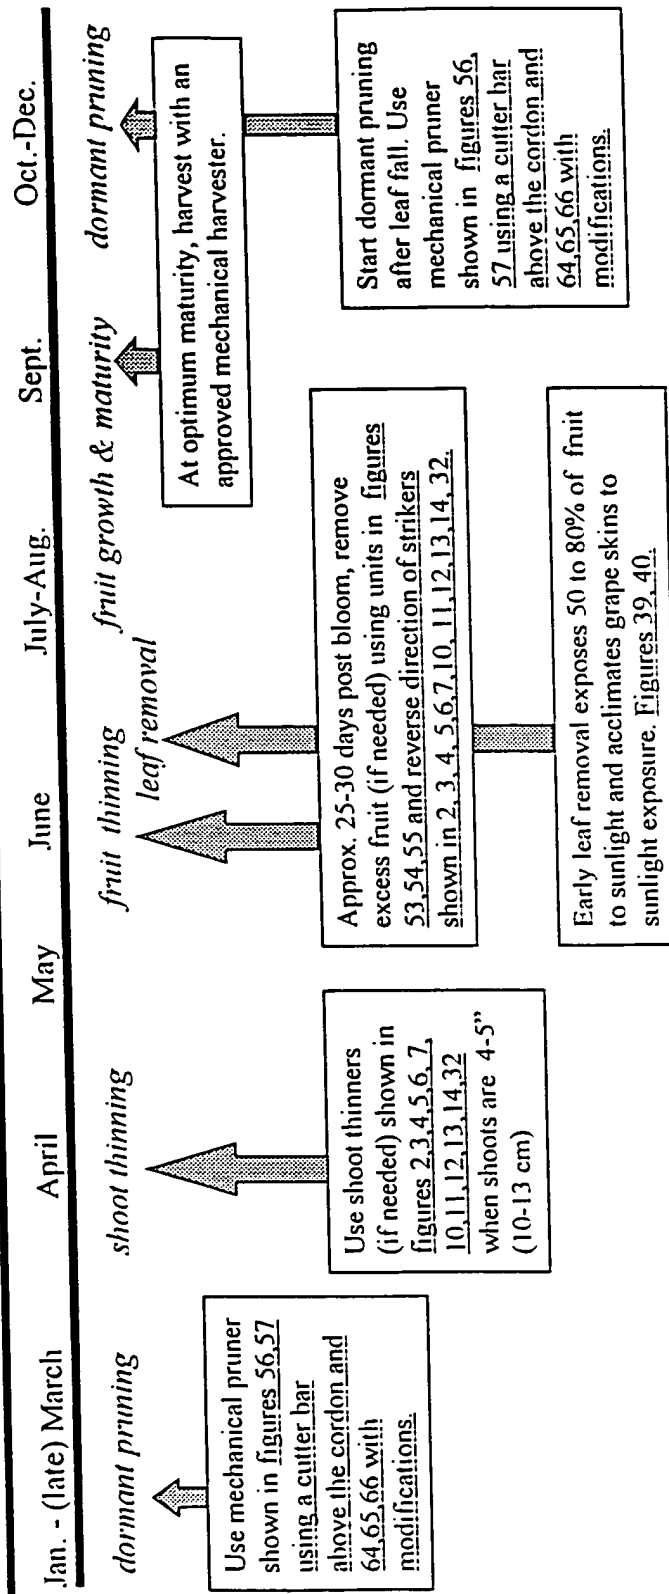 Jan. - (late) March April May June July-Aug. Sept. Oct.-Dec.
dormant pruning shoot thinning fruit thinning fruit growth & maturity dormant pruning
leaf removal
Use mechanical pruner
shown in figures 56,57
using a cutter bar
above the cordon and
64,65,66 with
modifications.
Use shoot thinners
(if needed) shown in
figures 2,3,4,5,6,7,
10,11,12,13,14,32
when shoots are 4-5”
(10-13 cm)
Approx. 25-30 days post bloom, remove
excess fruit (if needed) using units in figures
53,54,55 and reverse direction of strikers
shown in 2, 3, 4, 5,6,7,10, 11,12,13,14, 32.
Early leaf removal exposes 50 to 80% of fruit
to sunlight and acclimates grape skins to
sunlight exposure. Figures 39, 40.
At optimum maturity, harvest with an
approved mechanical harvester.
Start dormant pruning
after leaf fall. Use
mechanical pruner
shown in figures 56,
57 using a cutter bar
above the cordon and
64,65,66 with
modifications.